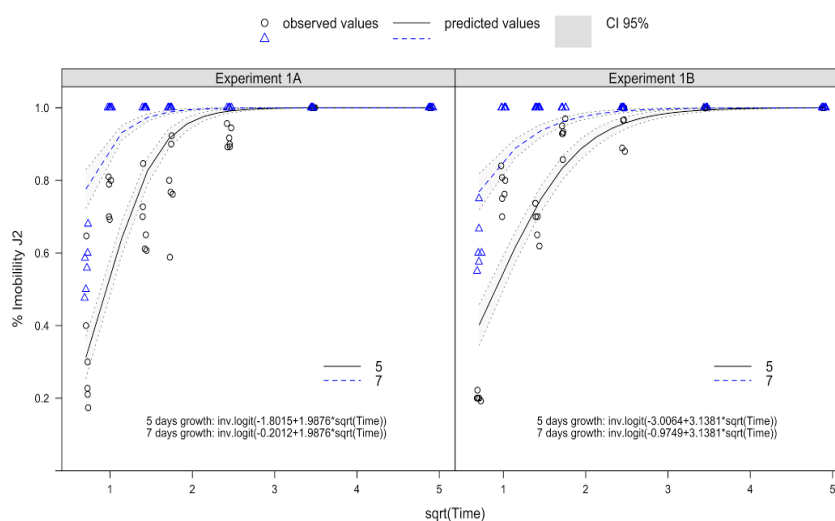 observed values predicted values CI 95%
Experiment 1A Experiment 1B
1.0
0.8
0.6
0.4
0.2
% Imobilility J2
5
7
5 days growth: inv.logit(-1.8015+1.9876*sqrt(Time))
7 days growth: inv.logit(-0.2012+1.9876*sqrt(Time))
5
7
5 days growth: inv.logit(-3.0064+3.1381*sqrt(Time))
7 days growth: inv.logit(-0.9749+3.1381*sqrt(Time))
1 2 3 4 5 1 2 3 4 5
sqrt(Time)